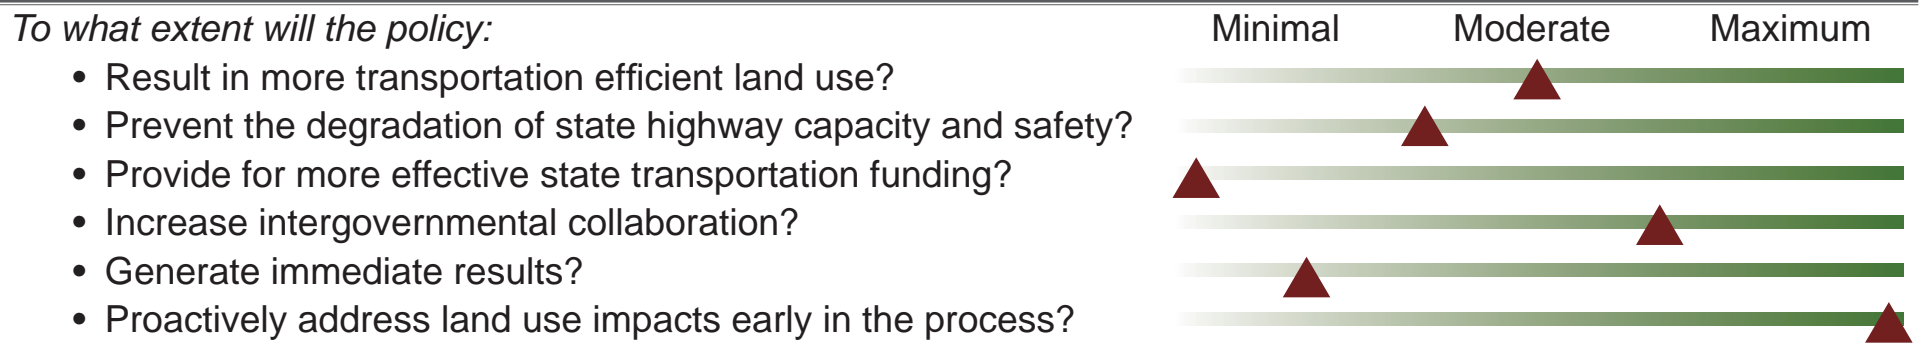 To what extent will the policy: Minimal Moderate Maximum
• Result in more transportation efficient land use?
• Prevent the degradation of state highway capacity and safety?
• Provide for more effective state transportation funding?
• Increase intergovernmental collaboration?
• Generate immediate results?
• Proactively address land use impacts early in the process?